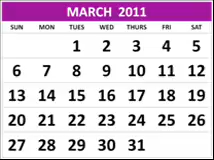 MARCH 2011
SUN MON TUES WED THURS FRI SAT
1 2 3 4 5
6 7 8 9 10 11 12
13 14 15 16 17 18 19
20 21 22 23 24 25 26
27 28 29 30 31